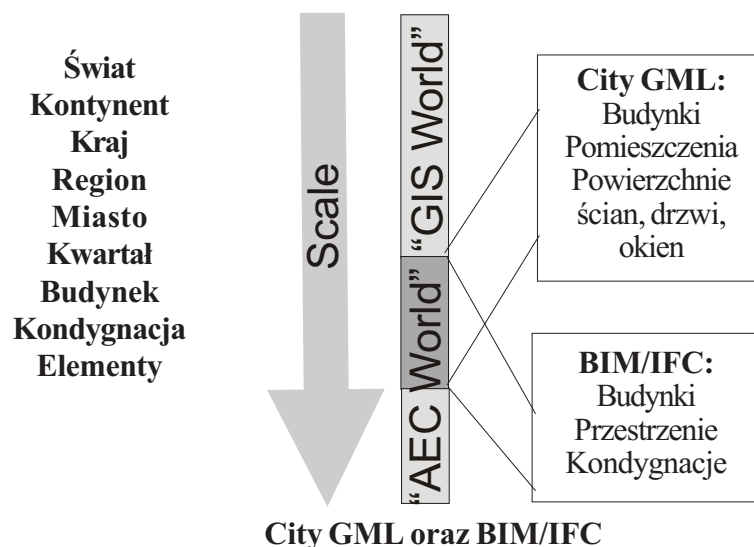 Świat
Kontynent
Kraj
Region
Miasto
Kwartał
Budynek
Kondygnacja
Elementy
Scale
“GIS World”
“AEC World”
City GML:
Budynki
Pomieszczenia
Powierzchnie
ścian, drzwi,
okien
BIM/IFC:
Budynki
Przestrzenie
Kondygnacje
City GML oraz BIM/IFC